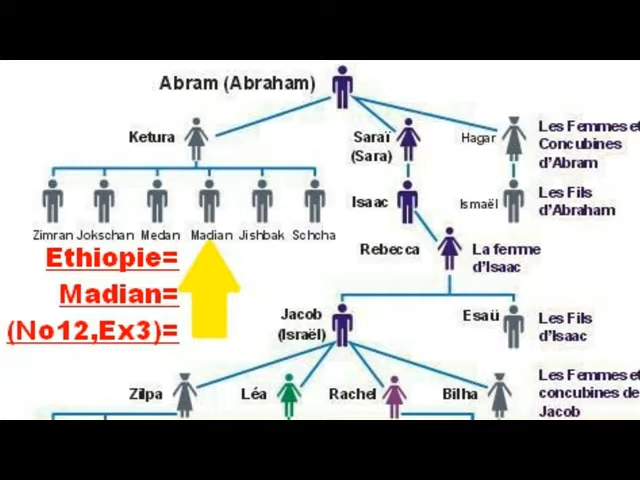 Abram (Abraham)
Ketura
Saraï
(Sara)
Hagar
Les Femmes et
Concubines
d'Abram
Isaac
Ismaël
Les Fils
d'Abraham
Zimran Jokschan Medan Madian Jishbak Schcha
Ethiopie=
Madian=
(No12,Ex3)=
Rebecca
La femme
d'Isaac
Jacob
(Israël)
Esaü
Les Fils
d'Isaac
Zilpa
Léa
Rachel
Bilha
Les Femmes et
concubines de
Jacob